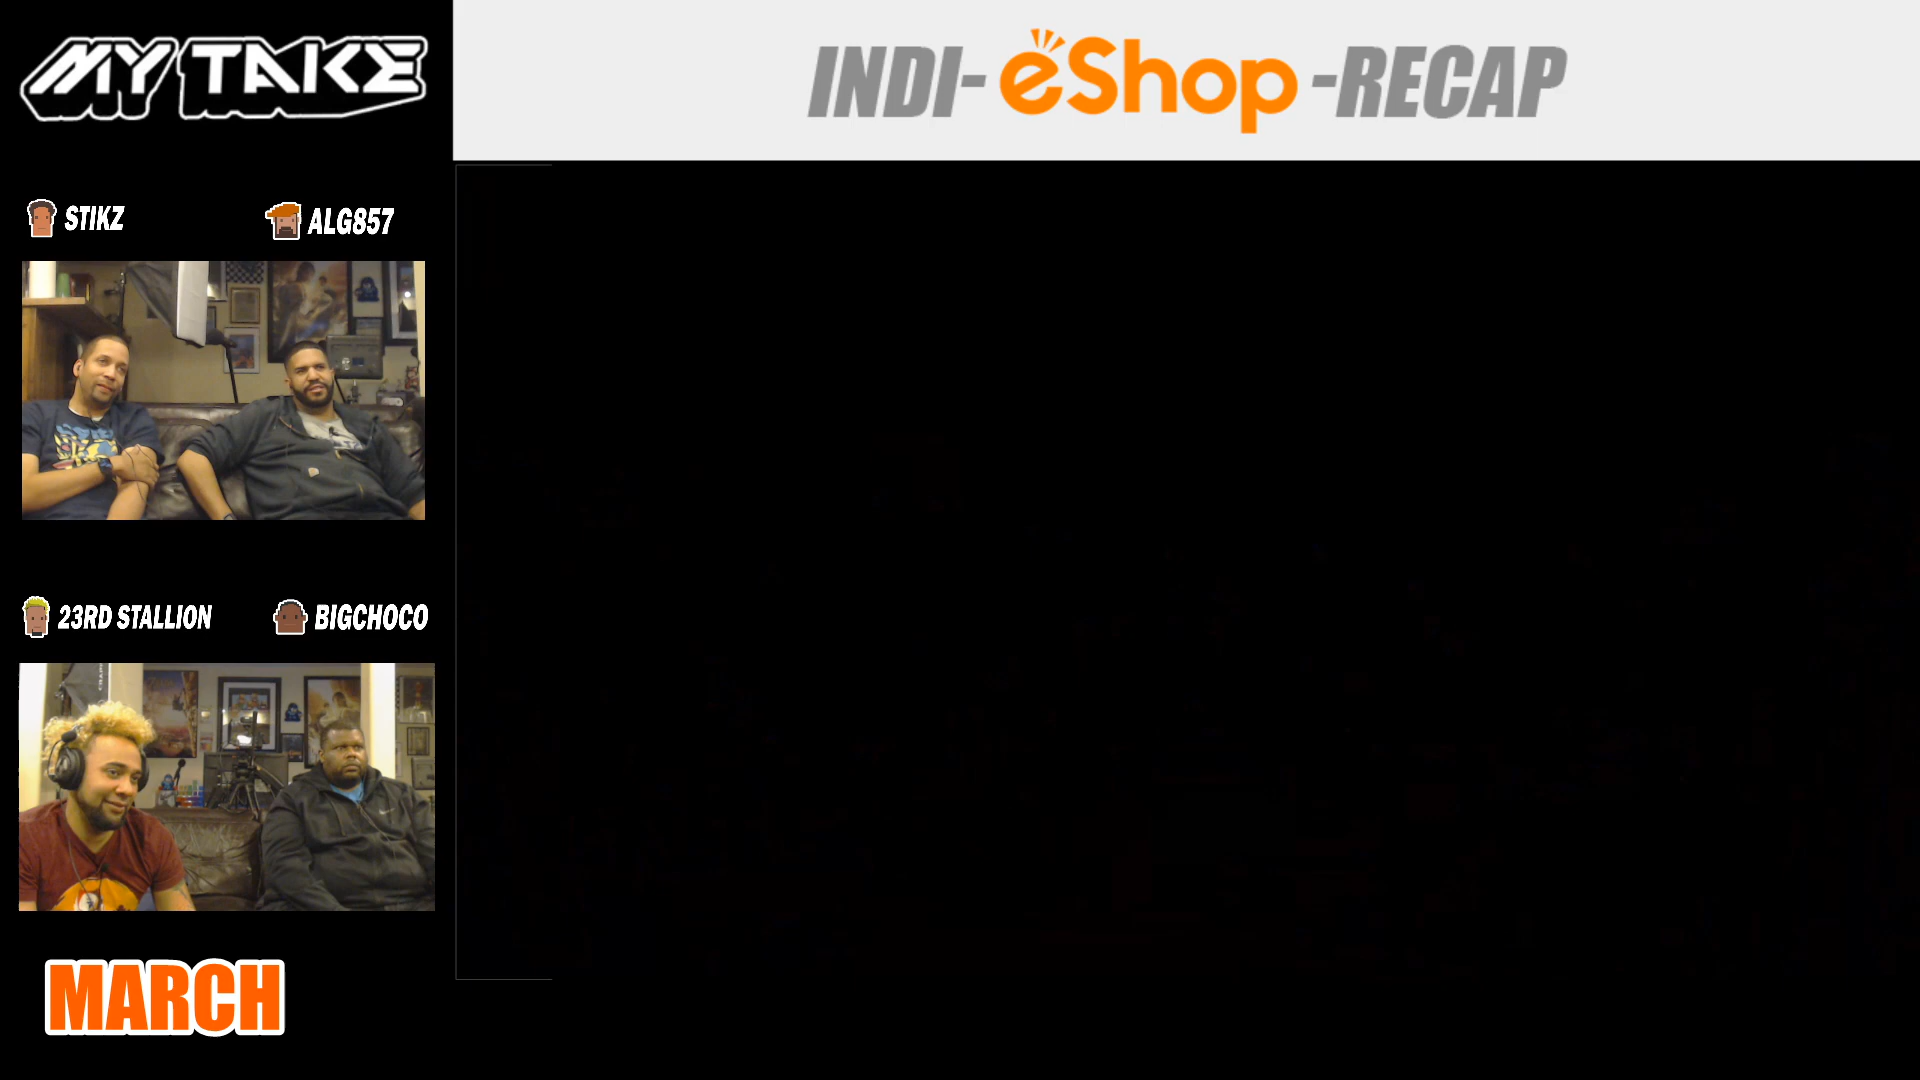 MY TAKE
INDI-eShop-RECAP
STIKZ
ALG857
23RD STALLION
BIGCHOCO
MARCH